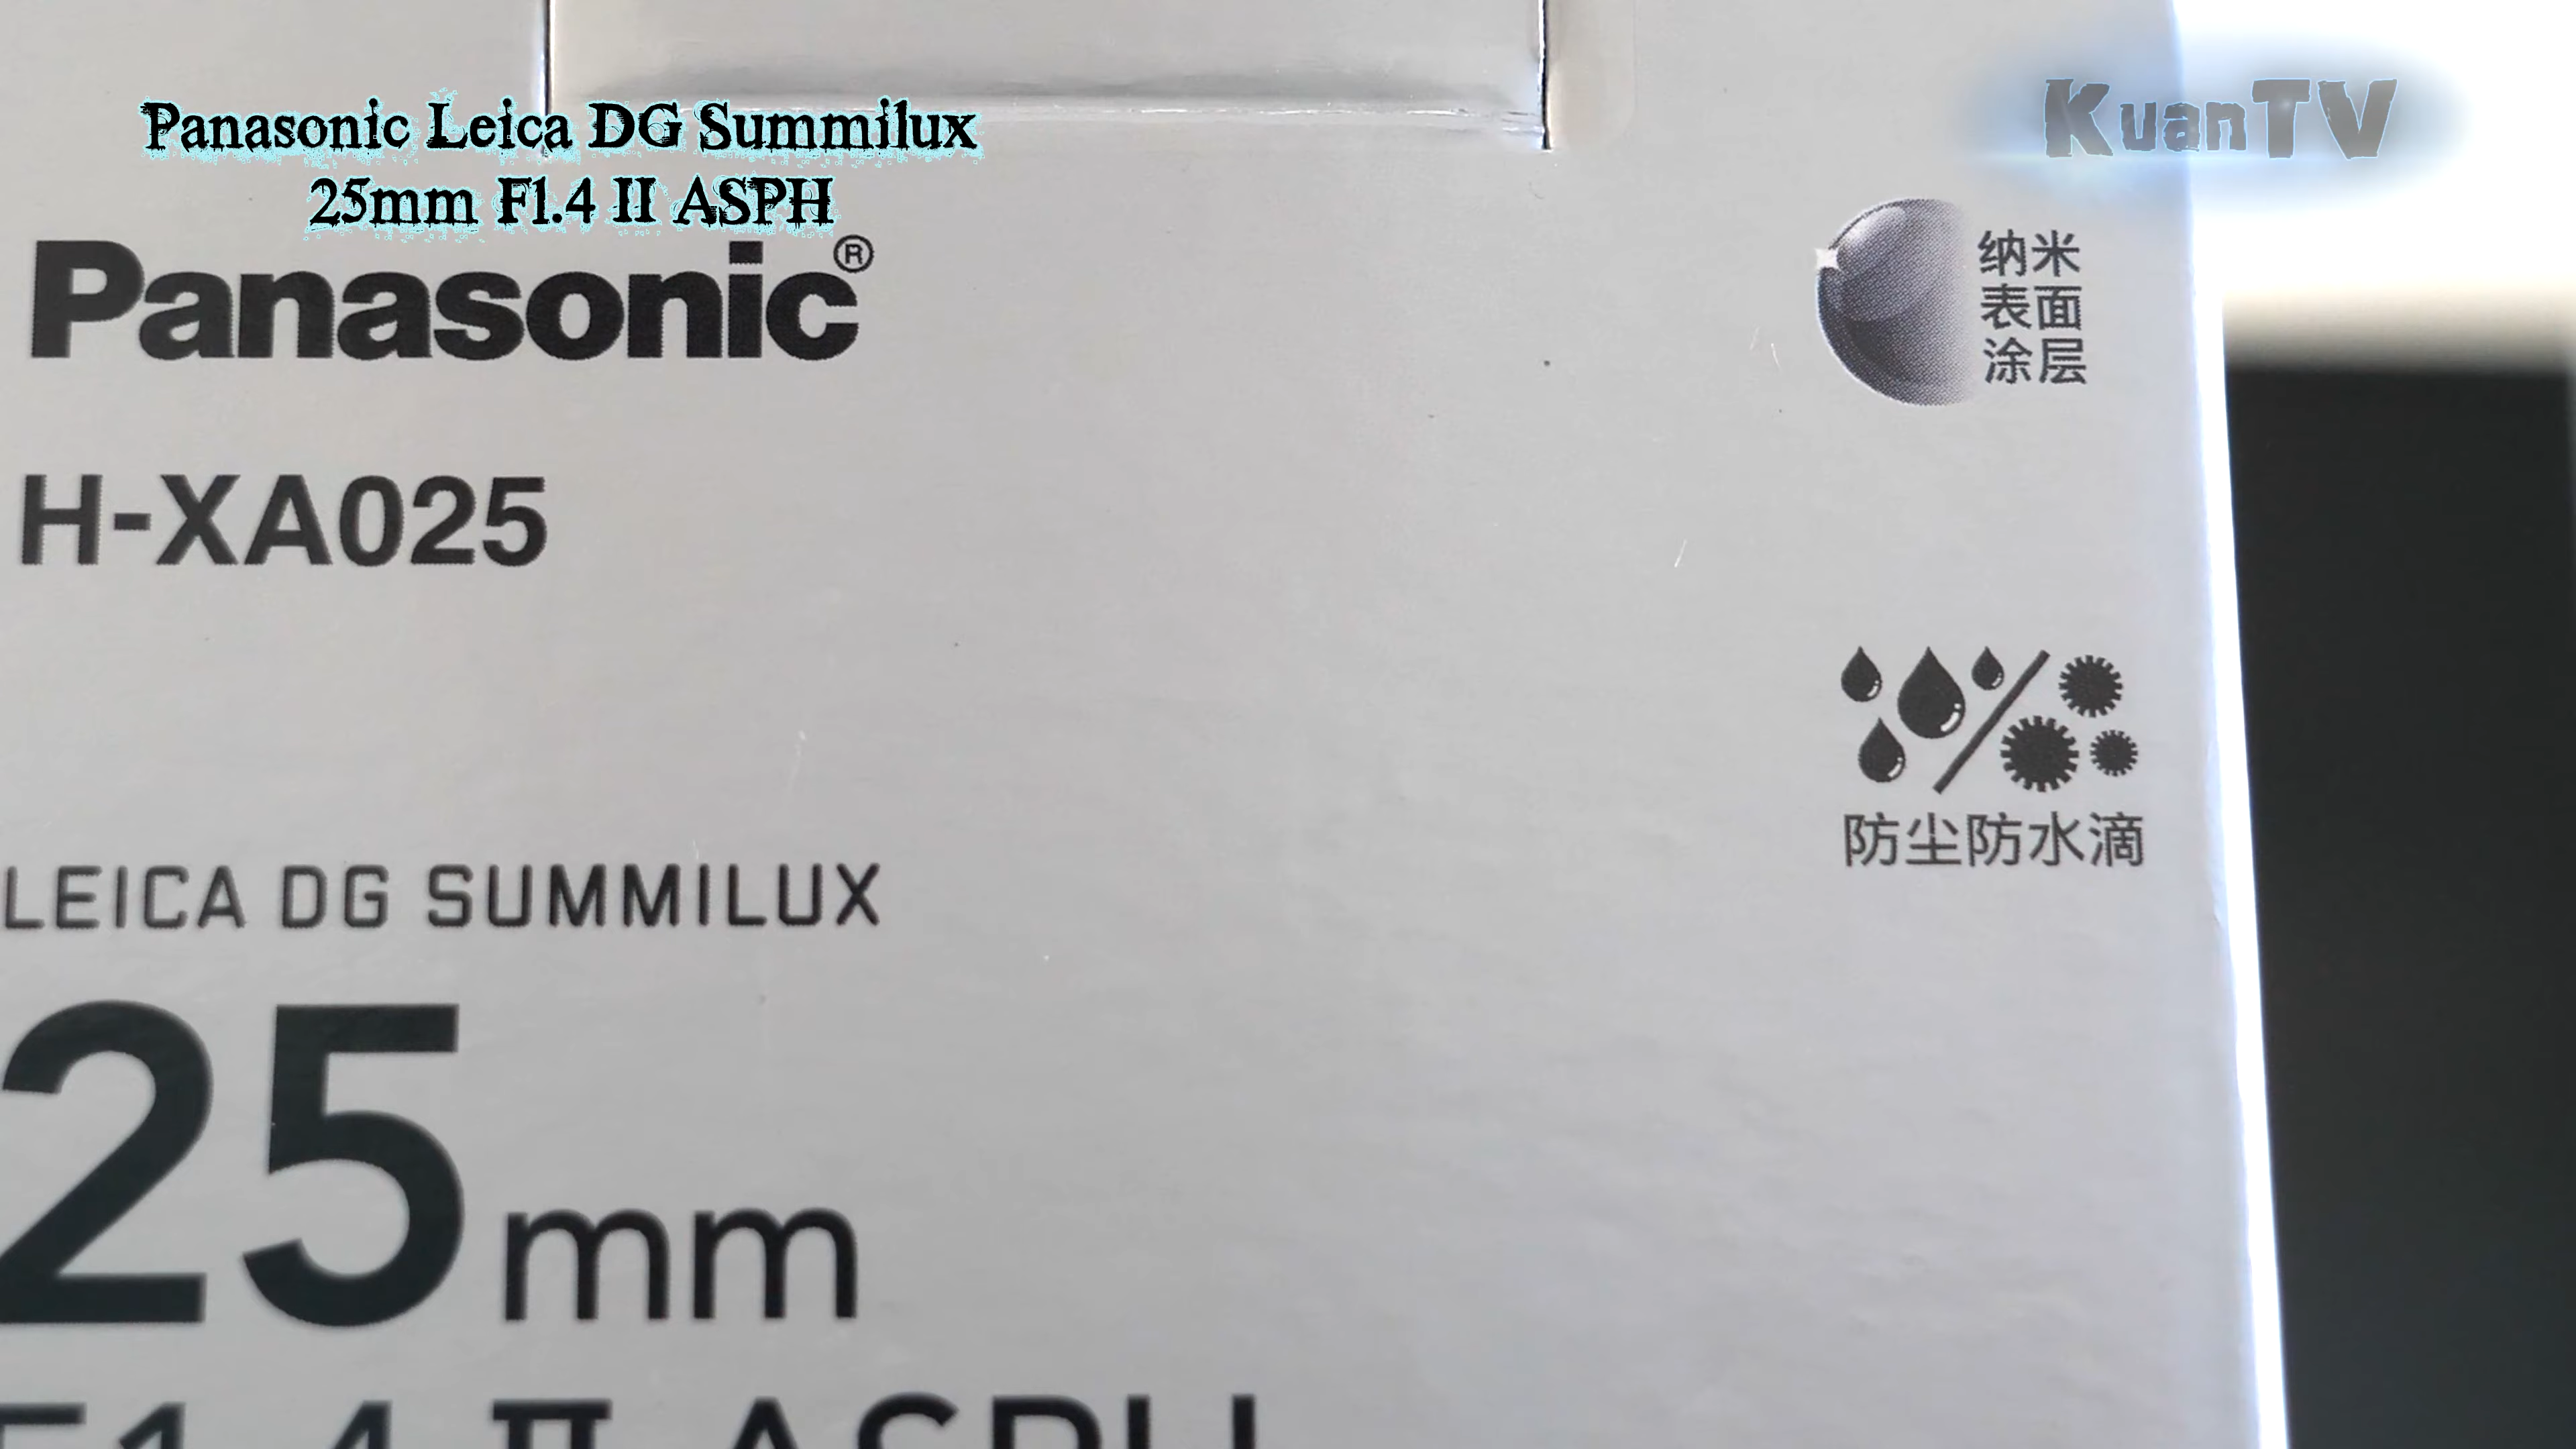 Panasonic Leica DG Summilux
25mm F1.4 II ASPH
KuanTV
Panasonic®
纳米
表面
涂层
H-XA025
防尘防水滴
LEICA DG SUMMILUX
25mm
F1.4 II ASPH